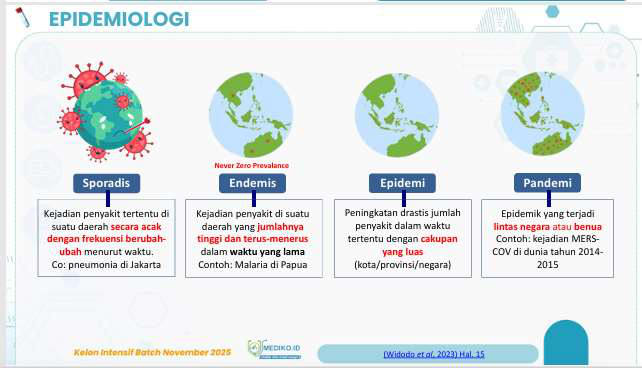 EPIDEMIOLOGI
Never Zero Prevalance
Sporadis
Kejadian penyakit tertentu di
suatu daerah secara acak
dengan frekuensi berubah-
ubah menurut waktu.
Co: pneumonia di Jakarta
Endemis
Kejadian penyakit di suatu
daerah yang jumlahnya
tinggi dan terus-menerus
dalam waktu yang lama
Contoh: Malaria di Papua
Epidemi
Peningkatan drastis jumlah
penyakit dalam waktu
tertentu dengan cakupan
yang luas
(kota/provinsi/negara)
Pandemi
Epidemik yang terjadi
lintas negara atau benua
Contoh: kejadian MERS-
COV di dunia tahun 2014-
2015
Kelon Intensif Batch November 2025
MEDIKO.ID
(Widodo et al, 2023) Hal. 15